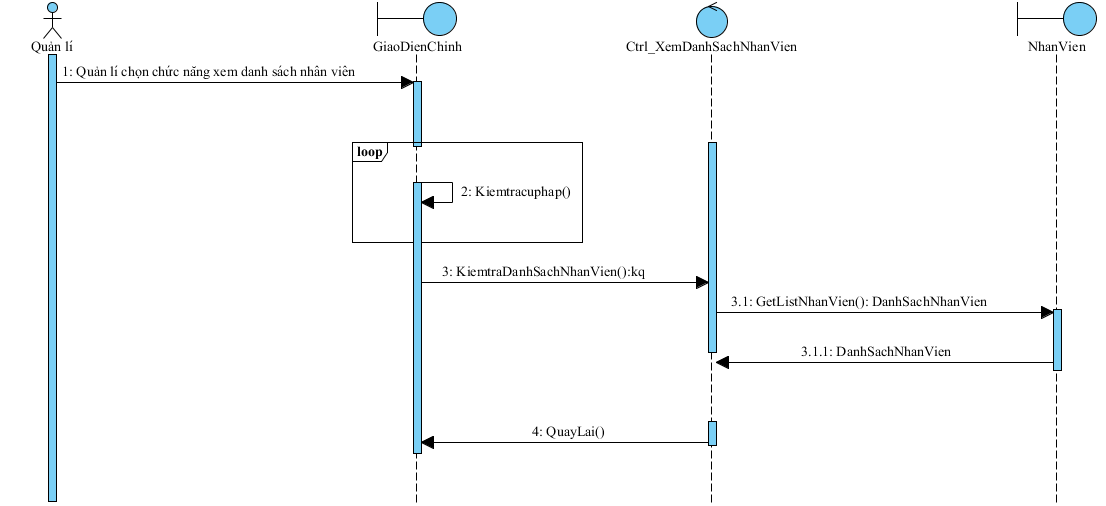 Quản lí
GiaoDienChinh
Ctrl_XemDanhSachNhanVien
NhanVien
1: Quản lí chọn chức năng xem danh sách nhân viên
loop
2: Kiemtracuphap()
3: KiemtraDanhSachNhanVien():kq
3.1: GetListNhanVien(): DanhSachNhanVien
3.1.1: DanhSachNhanVien
4: QuayLai()